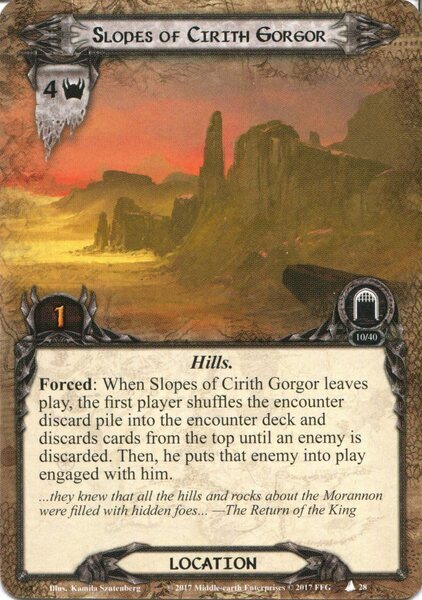 Slopes of Cirith Gorgor
4
1
10/40
Hills.
Forced: When Slopes of Cirith Gorgor leaves
play, the first player shuffles the encounter
discard pile into the encounter deck and
discards cards from the top until an enemy is
discarded. Then, he puts that enemy into play
engaged with him.
...they knew that all the hills and rocks about the Morannon
were filled with hidden foes... —The Return of the King
LOCATION
Illus. Kamila Szutenberg © 2017 Middle-earth Enterprises © 2017 FFG 28